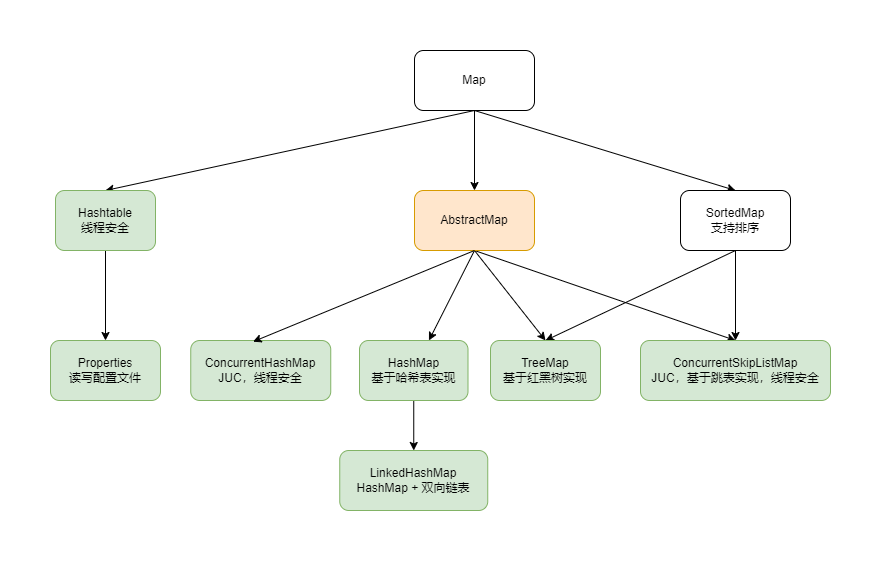 Map
Hashtable
线程安全
AbstractMap
SortedMap
支持排序
Properties
读写配置文件
ConcurrentHashMap
JUC，线程安全
HashMap
基于哈希表实现
TreeMap
基于红黑树实现
ConcurrentSkipListMap
JUC，基于跳表实现，线程安全
LinkedHashMap
HashMap + 双向链表